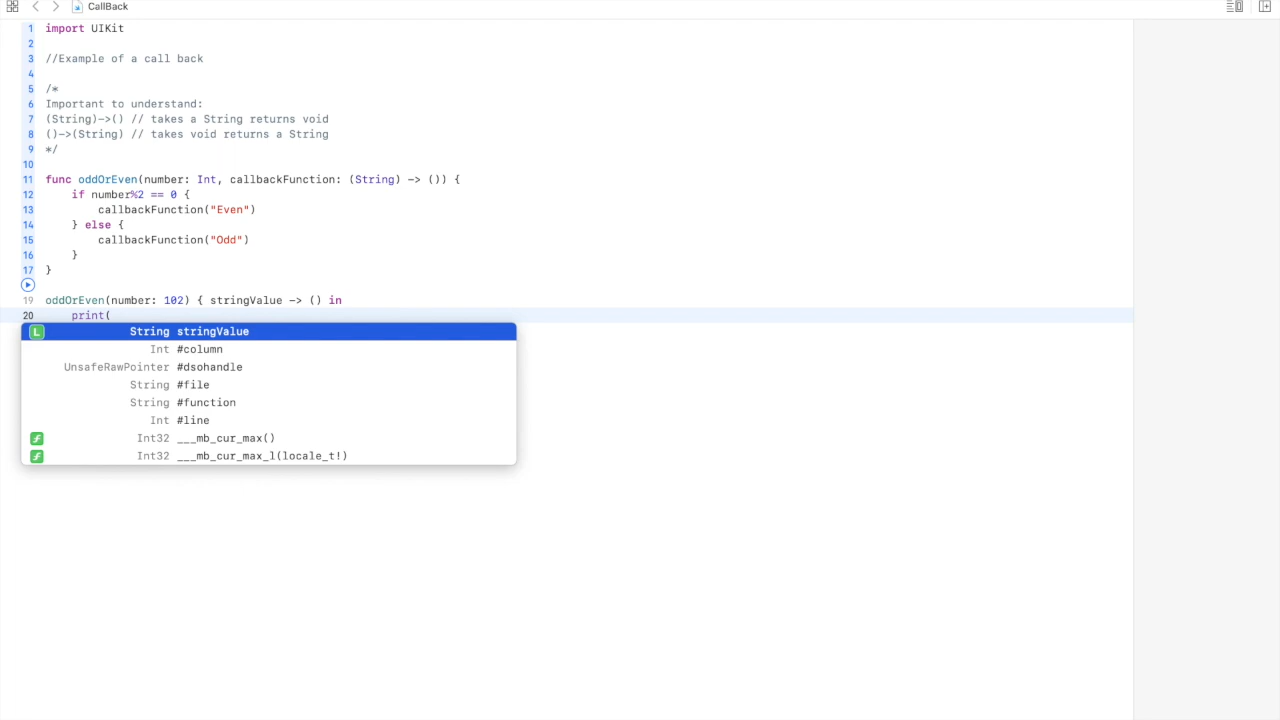 CallBack
1 import UIKit
2
3 //Example of a call back
4
5 /*
6 Important to understand:
7 (String)->() // takes a String returns void
8 ()->(String) // takes void returns a String
9 */
10
11 func oddOrEven(number: Int, callbackFunction: (String) -> ()) {
12 if number%2 == 0 {
13 callbackFunction("Even")
14 } else {
15 callbackFunction("Odd")
16 }
17 }
19 oddOrEven(number: 102) { stringValue -> () in
20 print(
L String stringValue
Int #column
UnsafeRawPointer #dsohandle
String #file
String #function
Int #line
f Int32 ___mb_cur_max()
f Int32 ___mb_cur_max_l(locale_t!)